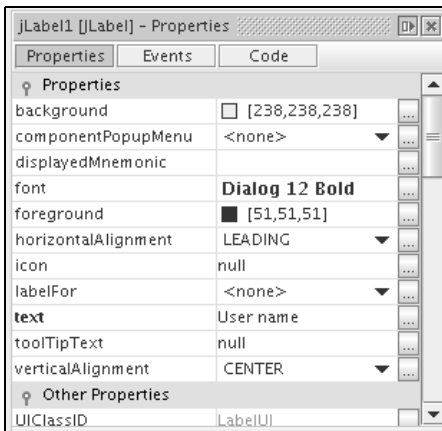 jLabel1 [JLabel] - Properties
Properties Events Code
Properties
background [238,238,238] ...
componentPopupMenu <none> ...
displayedMnemonic ...
font Dialog 12 Bold ...
foreground [51,51,51] ...
horizontalAlignment LEADING ...
icon null ...
labelFor <none> ...
text User name ...
toolTipText null ...
verticalAlignment CENTER ...
Other Properties
UIClassID LabelUI ...